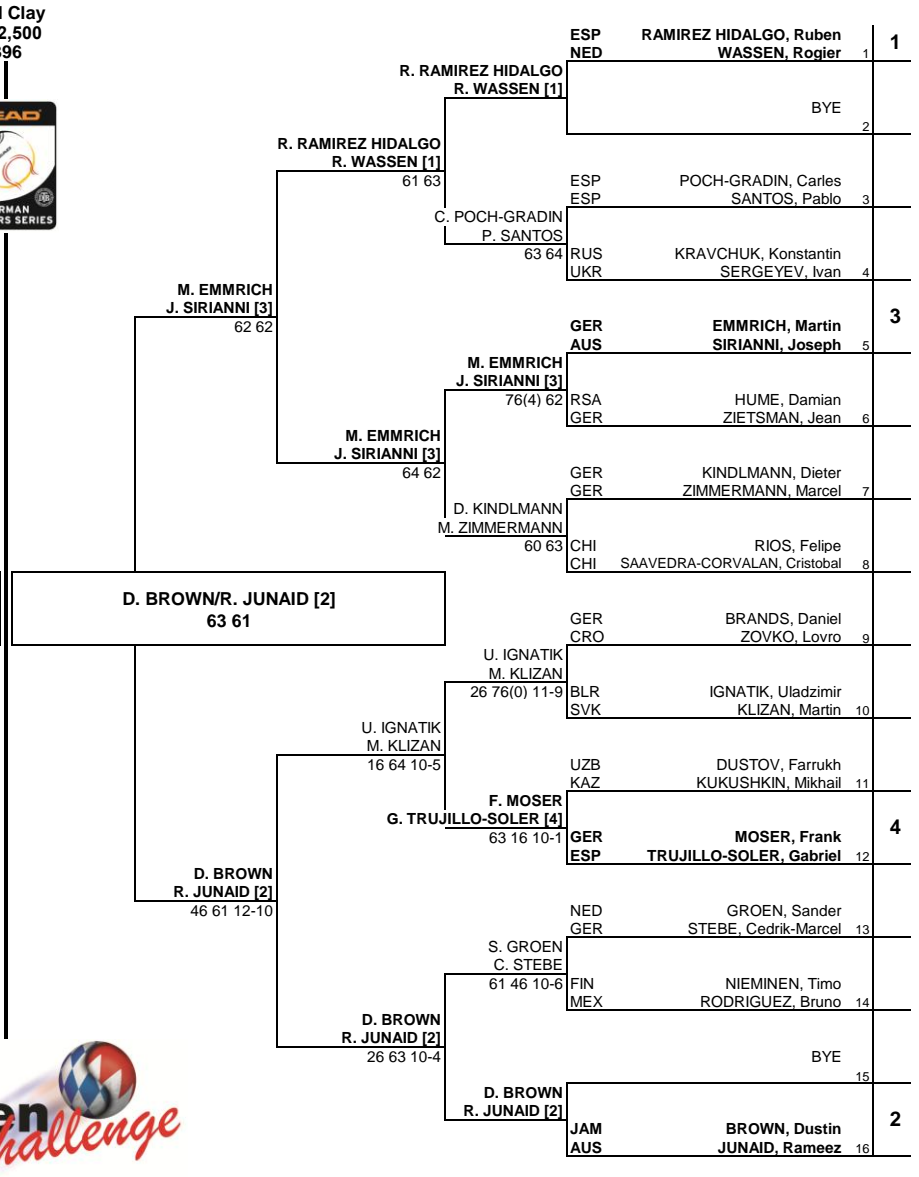 l Clay
2,500
396
EAD
RMAN
RS SERIES
ESP RAMIREZ HIDALGO, Ruben 1
NED WASSEN, Rogier 1
R. RAMIREZ HIDALGO
R. WASSEN [1]
BYE
2
R. RAMIREZ HIDALGO
R. WASSEN [1]
61 63
ESP POCH-GRADIN, Carles
ESP SANTOS, Pablo 3
C. POCH-GRADIN
P. SANTOS
63 64
RUS KRAVCHUK, Konstantin
UKR SERGEYEV, Ivan 4
M. EMMRICH
J. SIRIANNI [3]
62 62
GER EMMRICH, Martin 3
AUS SIRIANNI, Joseph 5
M. EMMRICH
J. SIRIANNI [3]
76(4) 62
RSA HUME, Damian
GER ZIETSMAN, Jean 6
M. EMMRICH
J. SIRIANNI [3]
64 62
GER KINDLMANN, Dieter
GER ZIMMERMANN, Marcel 7
D. KINDLMANN
M. ZIMMERMANN
60 63
CHI RIOS, Felipe
CHI SAAVEDRA-CORVALAN, Cristobal 8
D. BROWN/R. JUNAID [2]
63 61
GER BRANDS, Daniel
CRO ZOVKO, Lovro 9
U. IGNATIK
M. KLIZAN
26 76(0) 11-9
BLR IGNATIK, Uladzimir
SVK KLIZAN, Martin 10
U. IGNATIK
M. KLIZAN
16 64 10-5
UZB DUSTOV, Farrukh
KAZ KUKUSHKIN, Mikhail 11
F. MOSER
G. TRUJILLO-SOLER [4]
63 16 10-1
GER MOSER, Frank 4
ESP TRUJILLO-SOLER, Gabriel 12
D. BROWN
R. JUNAID [2]
46 61 12-10
NED GROEN, Sander
GER STEBE, Cedrik-Marcel 13
S. GROEN
C. STEBE
61 46 10-6
FIN NIEMINEN, Timo
MEX RODRIGUEZ, Bruno 14
D. BROWN
R. JUNAID [2]
26 63 10-4
BYE
15
D. BROWN
R. JUNAID [2]
JAM BROWN, Dustin 2
AUS JUNAID, Rameez 16
en
hallenge